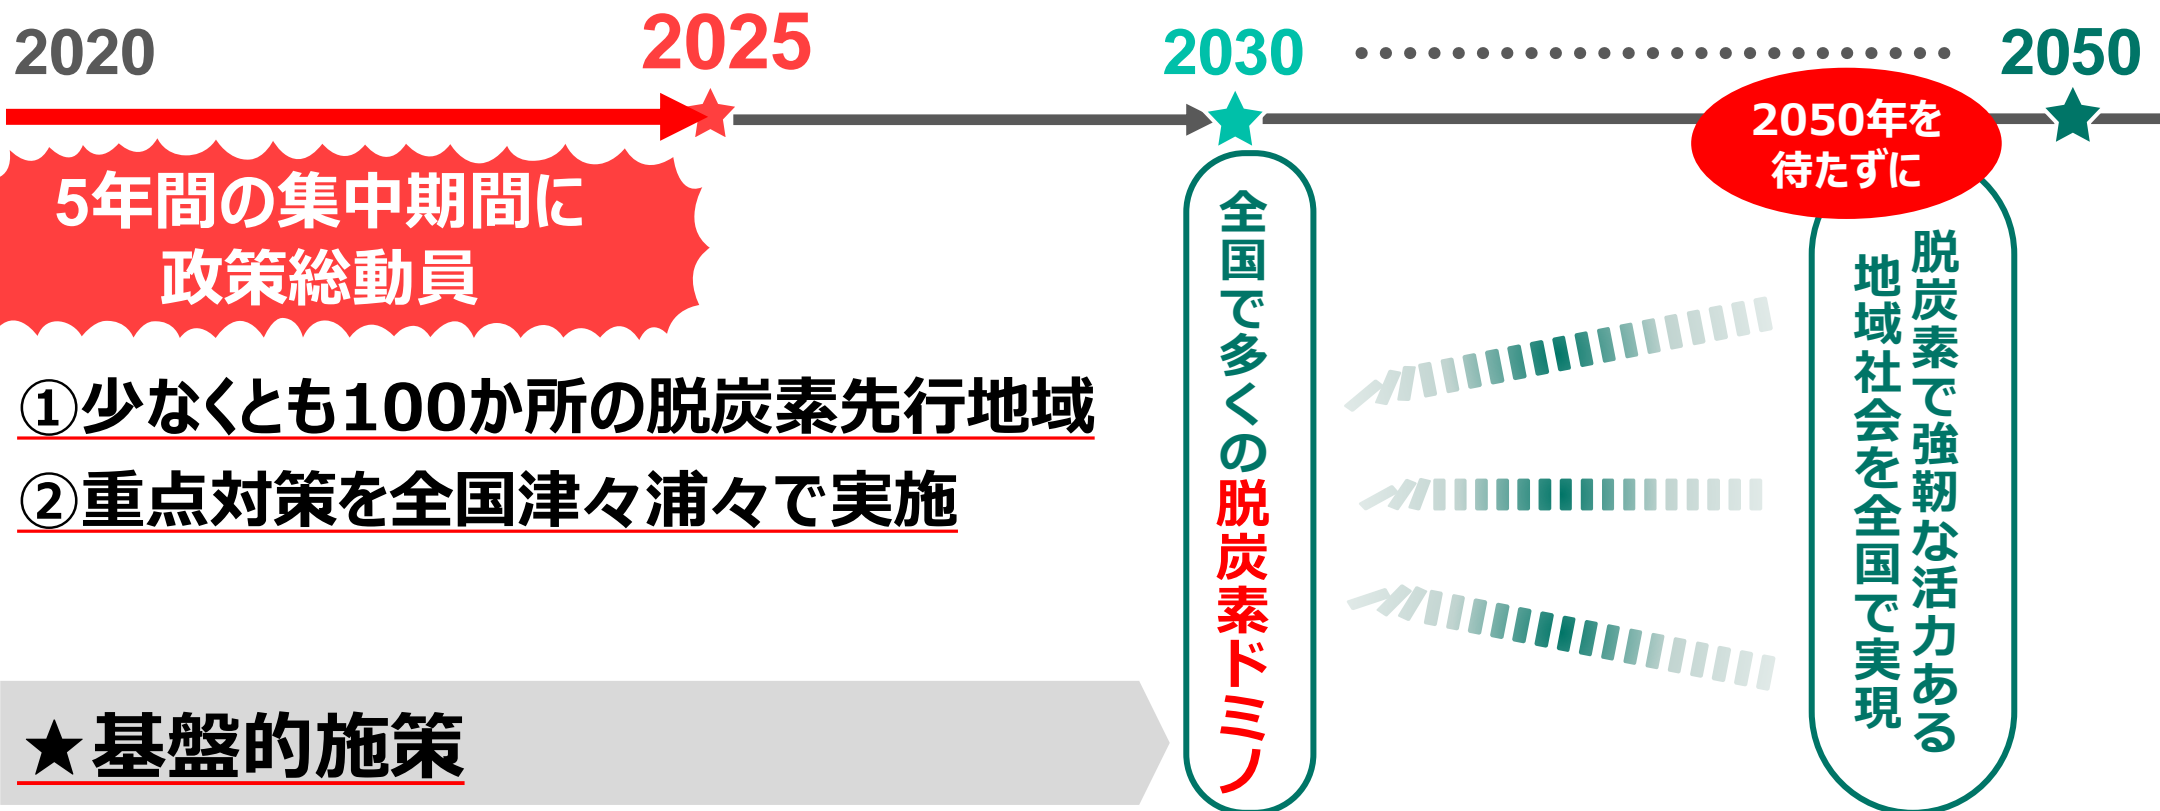 2020
2025
2030
2050
5年間の集中期間に
政策総動員
①少なくとも100か所の脱炭素先行地域
②重点対策を全国津々浦々で実施
★基盤的施策
全国で多くの脱炭素ドミノ
2050年を
待たずに
脱炭素で強靭な活力ある
地域社会を全国で実現